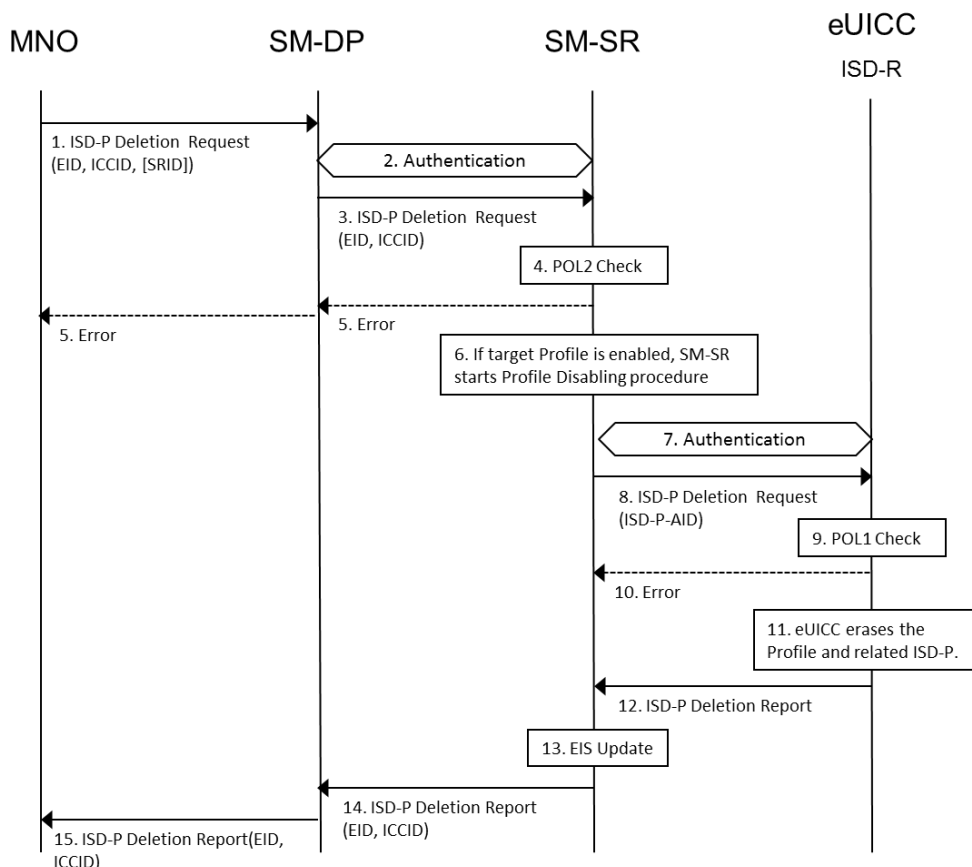 MNO
SM-DP
SM-SR
eUICC
ISD-R
1. ISD-P Deletion Request
(EID, ICCID, [SRID])
2. Authentication
3. ISD-P Deletion Request
(EID, ICCID)
4. POL2 Check
5. Error
5. Error
6. If target Profile is enabled, SM-SR
starts Profile Disabling procedure
7. Authentication
8. ISD-P Deletion Request
(ISD-P-AID)
9. POL1 Check
10. Error
11. eUICC erases the
Profile and related ISD-P.
12. ISD-P Deletion Report
13. EIS Update
14. ISD-P Deletion Report
(EID, ICCID)
15. ISD-P Deletion Report(EID,
ICCID)